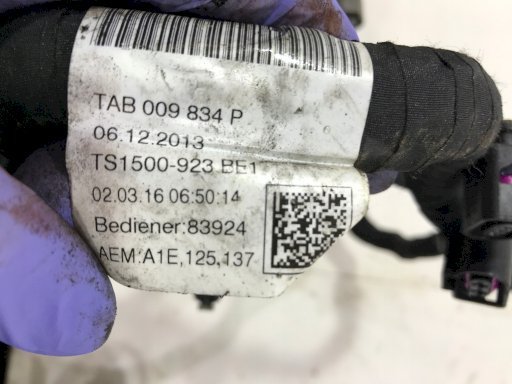 TAB 009 834 P
06.12.2013
TS1500-923 BE1
02.03.16 06:50:14
Bediener:83924
AEM:A1E,125,137